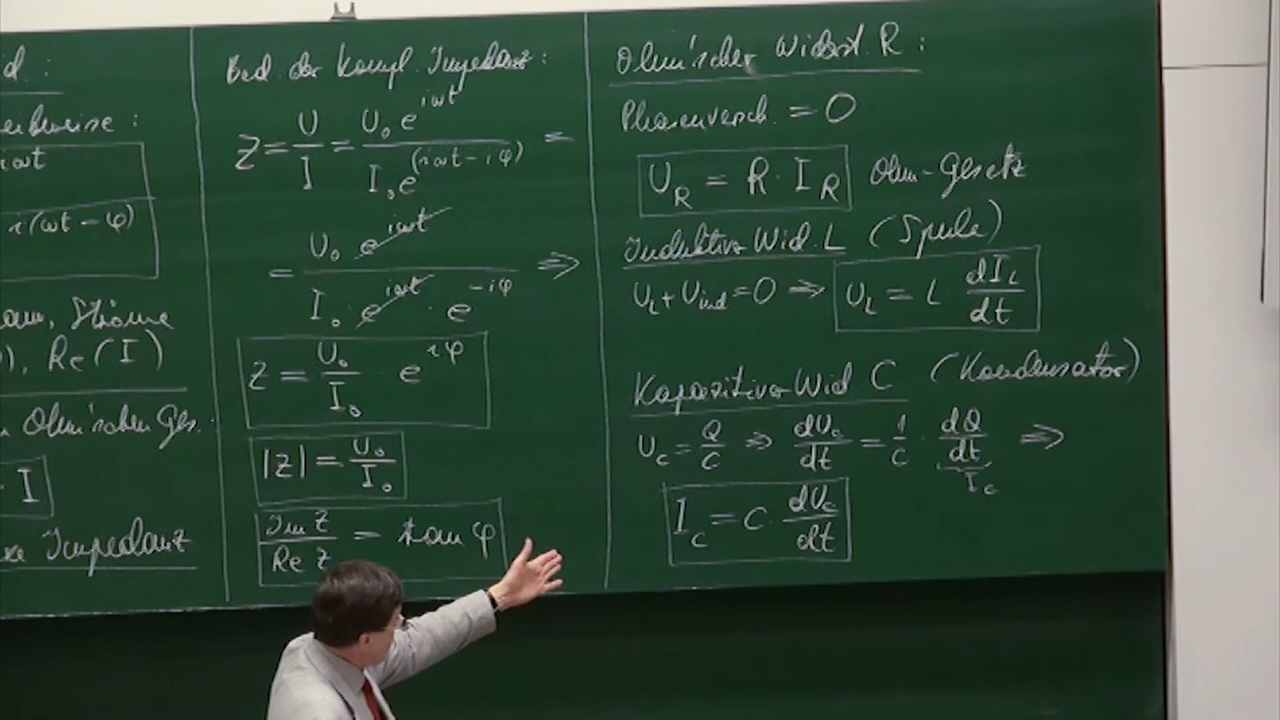 d. :
eibweise :
iωt
i(ωt - φ)
Ströme
), Re(I)
Ohm'schen Ges.
· I
Impedanz
Bed. der kompl. Impedanz :
Z = U/I = U₀ e^{iωt} / I₀ e^{(iωt - iφ)} =
= U₀ e^{iωt} / I₀ · e^{iωt} · e^{-iφ} ⇒
Z = U₀/I₀ e^{iφ}
|Z| = U₀/I₀
Im Z / Re Z = tan φ
Ohm'scher Widerst. R :
Phasenversch. = 0
U_R = R · I_R Ohm-Gesetz
Induktiver Wid. L (Spule)
U_L + U_ind = 0 ⇒ U_L = L dI_L/dt
Kapazitiver Wid C (Kondensator)
U_C = Q/C ⇒ dU_C/dt = 1/C · dQ/dt ⇒
I_C
I_C = C · dU_C/dt